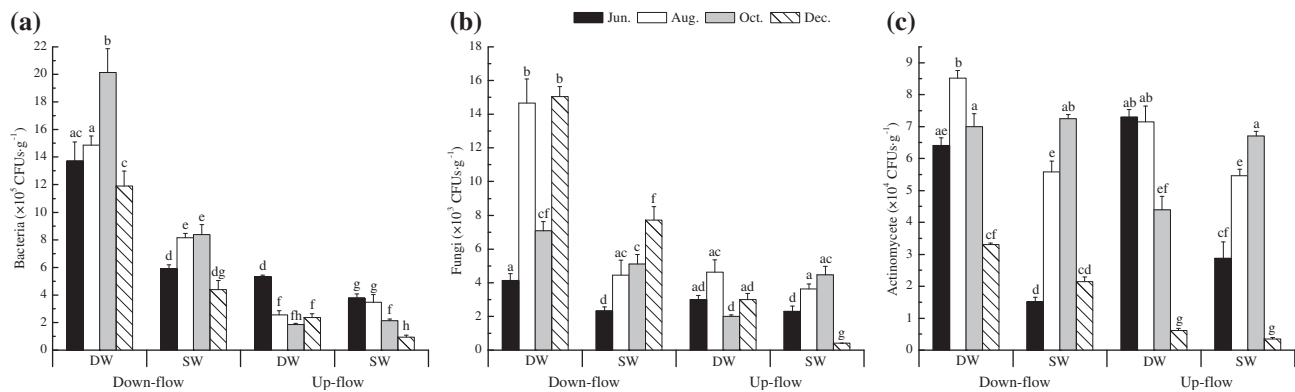 (a)
(b)
(c)
Jun. Aug. Oct. Dec.
Bacteria (×10⁵ CFUs·g⁻¹)
22
20
18
16
14
12
10
8
6
4
2
0
ac a b c
d e e dg
d f fh f
g g f h
DW SW DW SW
Down-flow Up-flow
Fungi (×10³ CFUs·g⁻¹)
18
16
14
12
10
8
6
4
2
0
a b cf b
d ac c f
ad a d ad
d a ac g
DW SW DW SW
Down-flow Up-flow
Actinomycete (×10⁴ CFUs·g⁻¹)
9
8
7
6
5
4
3
2
1
0
ae b a cf
c e ab cd
ab ab ef g
cf e a g
DW SW DW SW
Down-flow Up-flow